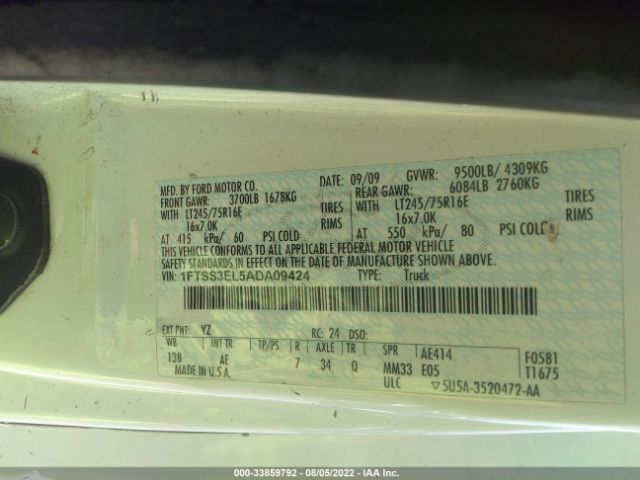 MFD. BY FORD MOTOR CO.
DATE: 09/09 GVWR: 9500LB/ 4309KG
FRONT GAWR: 3700LB 1678KG
REAR GAWR: 6084LB 2760KG
WITH LT245/75R16E TIRES
WITH LT245/75R16E TIRES
16x7.0K RIMS
16x7.0K RIMS
AT 415 kPa/ 60 PSI COLD
AT 550 kPa/ 80 PSI COLD
THIS VEHICLE CONFORMS TO ALL APPLICABLE FEDERAL MOTOR VEHICLE
SAFETY STANDARDS IN EFFECT ON THE DATE OF MANUFACTURE SHOWN ABOVE.
VIN: 1FTSS3EL5ADA09424 TYPE: Truck
EXT PNT: YZ RC: 24 DSO:
WB INT TR TP/PS R AXLE TR SPR AE414 F0581
138 AE 7 34 Q MM33 E05 T1675
MADE IN U.S.A. ULC ▽5U5A-3520472-AA
000-33859792 - 08/05/2022 - IAA Inc.